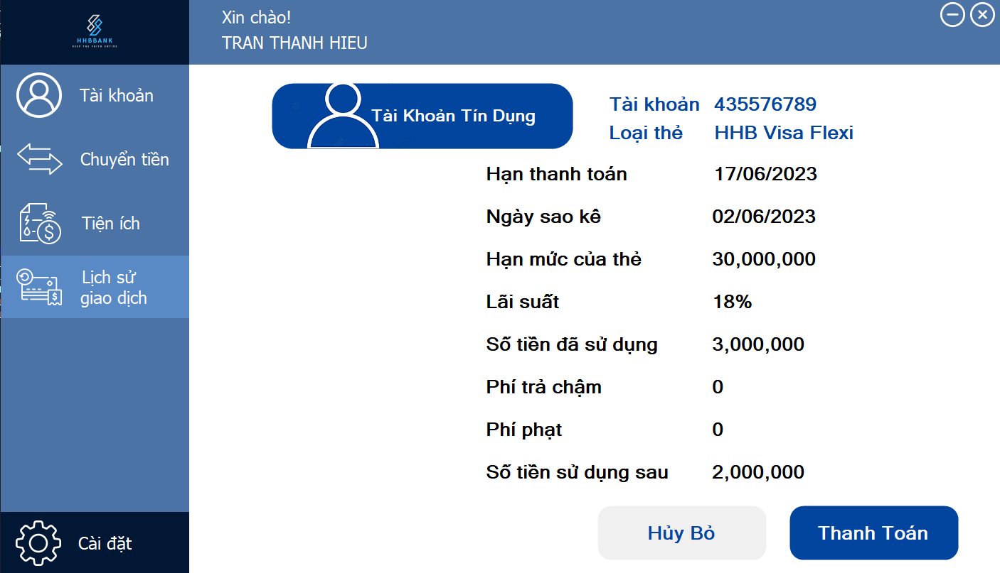 HHBBANK
KEEP THE FAITH ENTIRE
Xin chào!
TRAN THANH HIEU
Tài khoản
Chuyển tiền
Tiện ích
Lịch sử
giao dịch
Cài đặt
Tài Khoản Tín Dụng
Tài khoản 435576789
Loại thẻ HHB Visa Flexi
Hạn thanh toán 17/06/2023
Ngày sao kê 02/06/2023
Hạn mức của thẻ 30,000,000
Lãi suất 18%
Số tiền đã sử dụng 3,000,000
Phí trả chậm 0
Phí phạt 0
Số tiền sử dụng sau 2,000,000
Hủy Bỏ
Thanh Toán